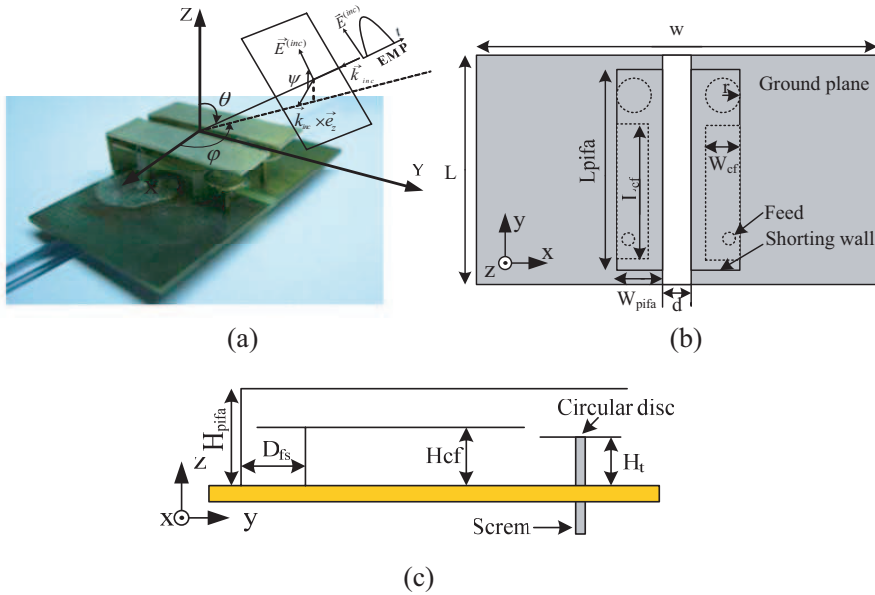 Z
E⃗(inc)
E⃗(inc)
t
EMP
ψ
k⃗ inc
θ
k⃗inc × e⃗z
φ
X
Y
(a)
w
Ground plane
r
Lpifa
L
Lcf
Wcf
Feed
Shorting wall
y
z x
Wpifa
d
(b)
Circular disc
Hpifa
Dfs
Hcf
Ht
z
x y
Screm
(c)